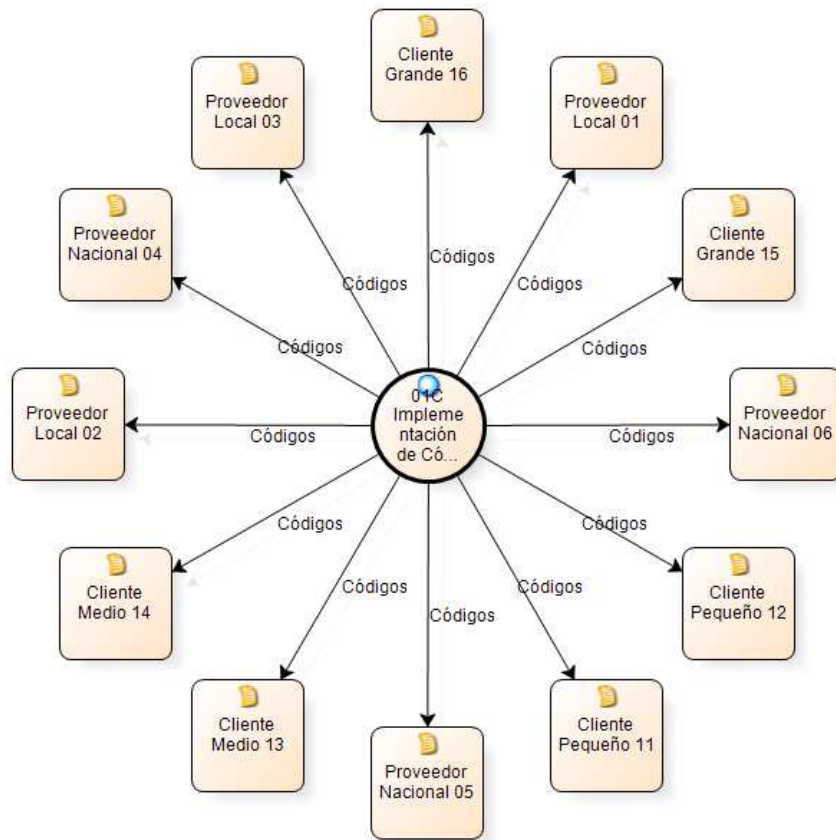 Cliente
Grande 16
Proveedor
Local 03
Proveedor
Local 01
Proveedor
Nacional 04
Cliente
Grande 15
Códigos
Códigos
Códigos
Códigos
Códigos
Proveedor
Local 02
Códigos
01C
Impleme
ntación
de Có...
Códigos
Proveedor
Nacional 06
Códigos
Códigos
Cliente
Medio 14
Códigos
Códigos
Códigos
Cliente
Pequeño 12
Cliente
Medio 13
Proveedor
Nacional 05
Cliente
Pequeño 11